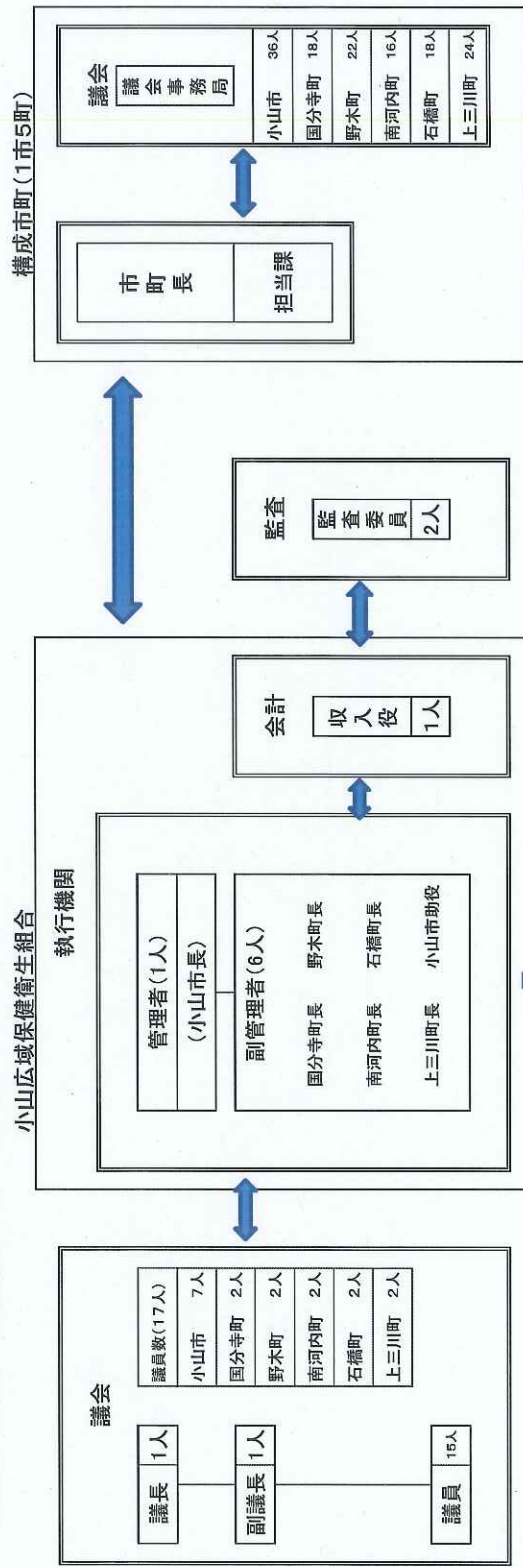 小山広域保健衛生組合
構成市町(1市5町)
議会
議長 1人
副議長 1人
議員 15人
議員数(17人)
小山市 7人
国分寺町 2人
野木町 2人
南河内町 2人
石橋町 2人
上三川町 2人
執行機関
管理者(1人)
(小山市長)
副管理者(6人)
国分寺町長 野木町長
南河内町長 石橋町長
上三川町長 小山市助役
会計
収入役
1人
監査
監査委員
2人
市町長
担当課
議会
議会事務局
小山市 36人
国分寺町 18人
野木町 22人
南河内町 16人
石橋町 18人
上三川町 24人